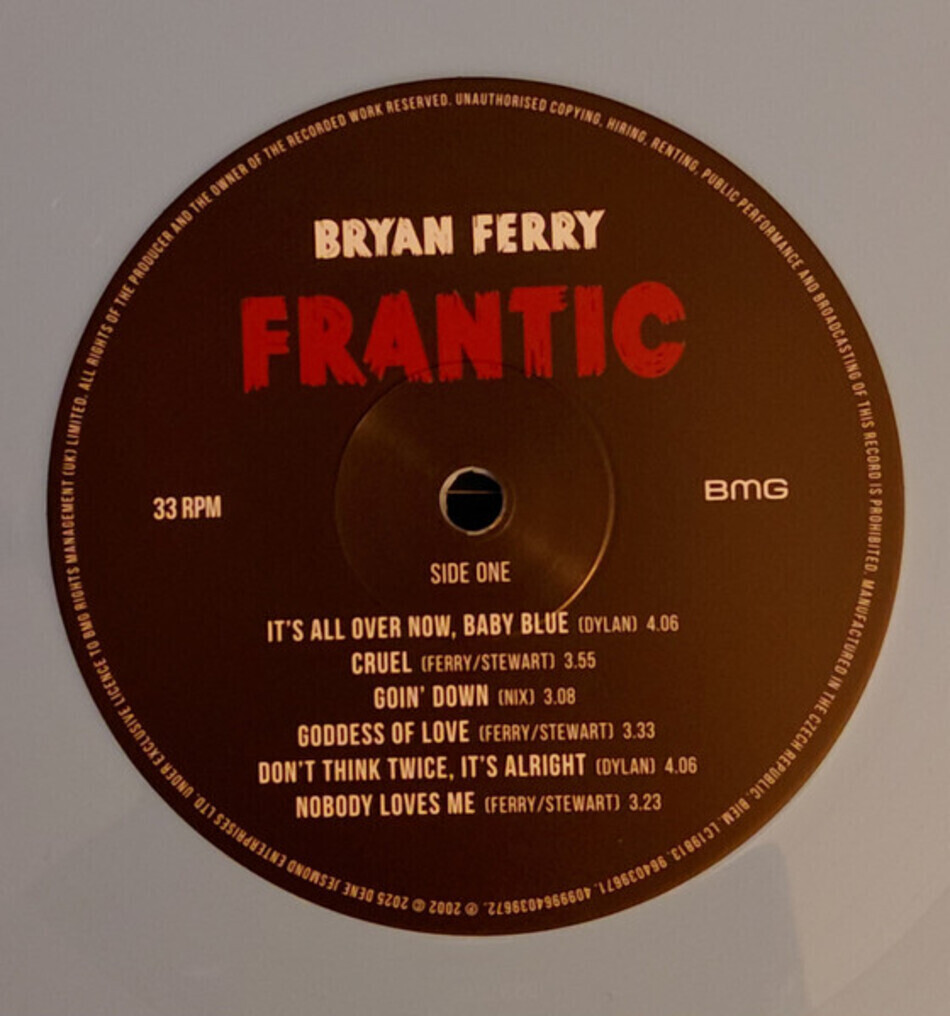 BRYAN FERRY
FRANTIC
33 RPM
BMG
SIDE ONE
IT'S ALL OVER NOW, BABY BLUE (DYLAN) 4.06
CRUEL (FERRY/STEWART) 3.55
GOIN' DOWN (NIX) 3.08
GODDESS OF LOVE (FERRY/STEWART) 3.33
DON'T THINK TWICE, IT'S ALRIGHT (DYLAN) 4.06
NOBODY LOVES ME (FERRY/STEWART) 3.23
℗ 2002 © 2025 DENE JESMOND ENTERPRISES LTD. UNDER EXCLUSIVE LICENCE TO BMG RIGHTS MANAGEMENT (UK) LIMITED. ALL RIGHTS OF THE PRODUCER AND THE OWNER OF THE RECORDED WORK RESERVED. UNAUTHORISED COPYING, HIRING, RENTING, PUBLIC PERFORMANCE AND BROADCASTING OF THIS RECORD IS PROHIBITED. MANUFACTURED IN THE CZECH REPUBLIC. BIEM. LC19813. 964039671. 4099964039672.